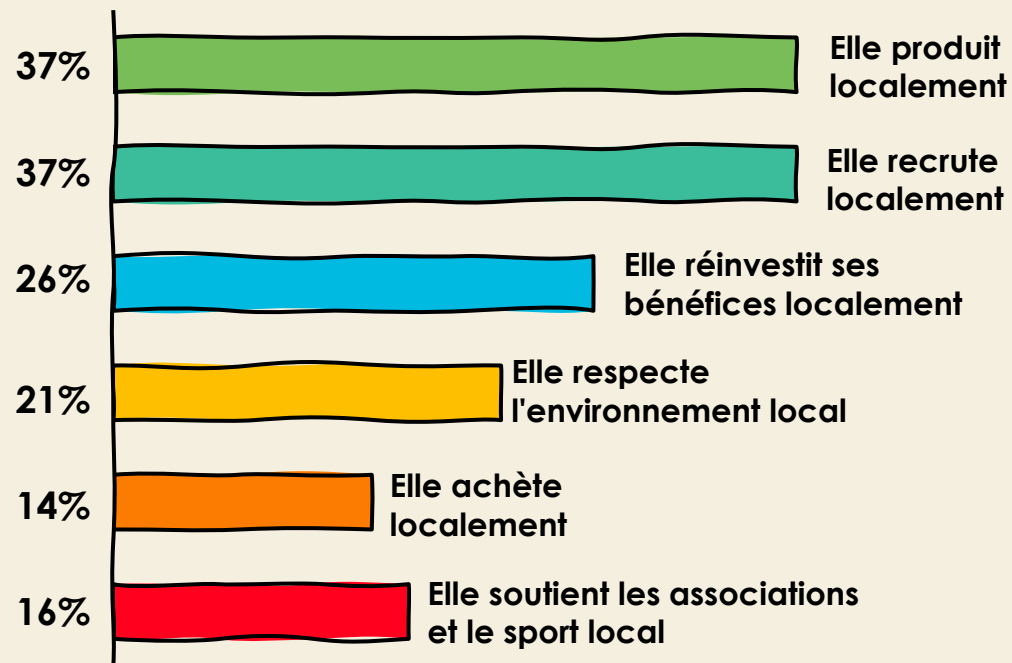 37%
Elle produit
localement
37%
Elle recrute
localement
26%
Elle réinvestit ses
bénéfices localement
21%
Elle respecte
l'environnement local
14%
Elle achète
localement
16%
Elle soutient les associations
et le sport local